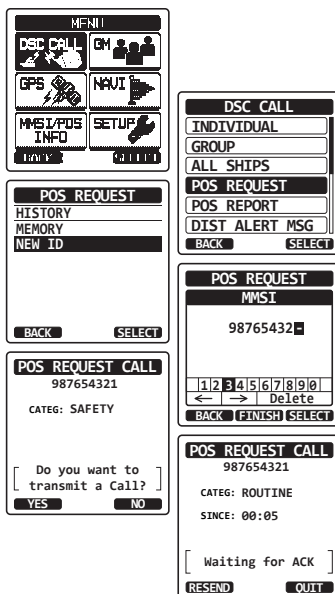 MENU
DSC CALL
GM
GPS
NAVI
MMSI/POS
INFO
SETUP
DSC CALL
INDIVIDUAL
GROUP
ALL SHIPS
POS REQUEST
POS REPORT
DIST ALERT MSG
BACK SELECT
POS REQUEST
HISTORY
MEMORY
NEW ID
BACK SELECT
POS REQUEST
MMSI
98765432-
1 2 3 4 5 6 7 8 9 0
← → Delete
BACK FINISH SELECT
POS REQUEST CALL
987654321
CATEG: SAFETY
[ Do you want to
transmit a Call? ]
YES NO
POS REQUEST CALL
987654321
CATEG: ROUTINE
SINCE: 00:05
[ Waiting for ACK ]
RESEND QUIT